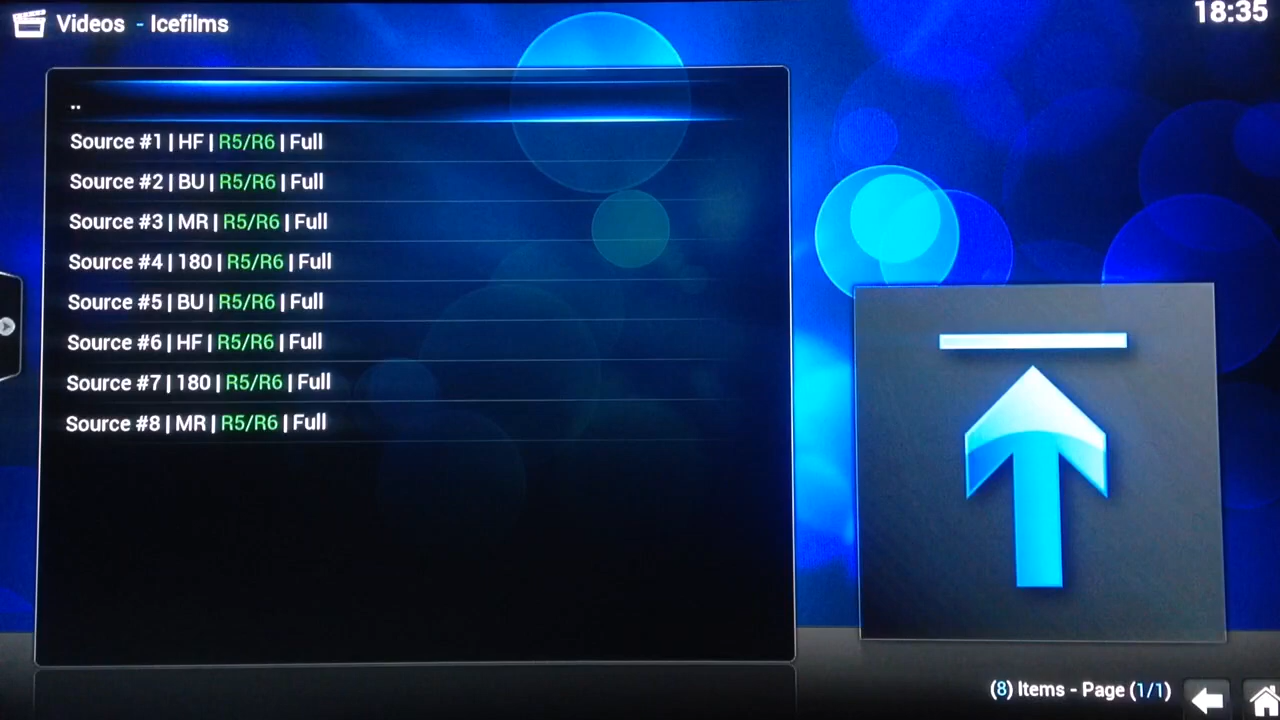 Videos - Icefilms
18:35
..
Source #1 | HF | R5/R6 | Full
Source #2 | BU | R5/R6 | Full
Source #3 | MR | R5/R6 | Full
Source #4 | 180 | R5/R6 | Full
Source #5 | BU | R5/R6 | Full
Source #6 | HF | R5/R6 | Full
Source #7 | 180 | R5/R6 | Full
Source #8 | MR | R5/R6 | Full
(8) Items - Page (1/1)